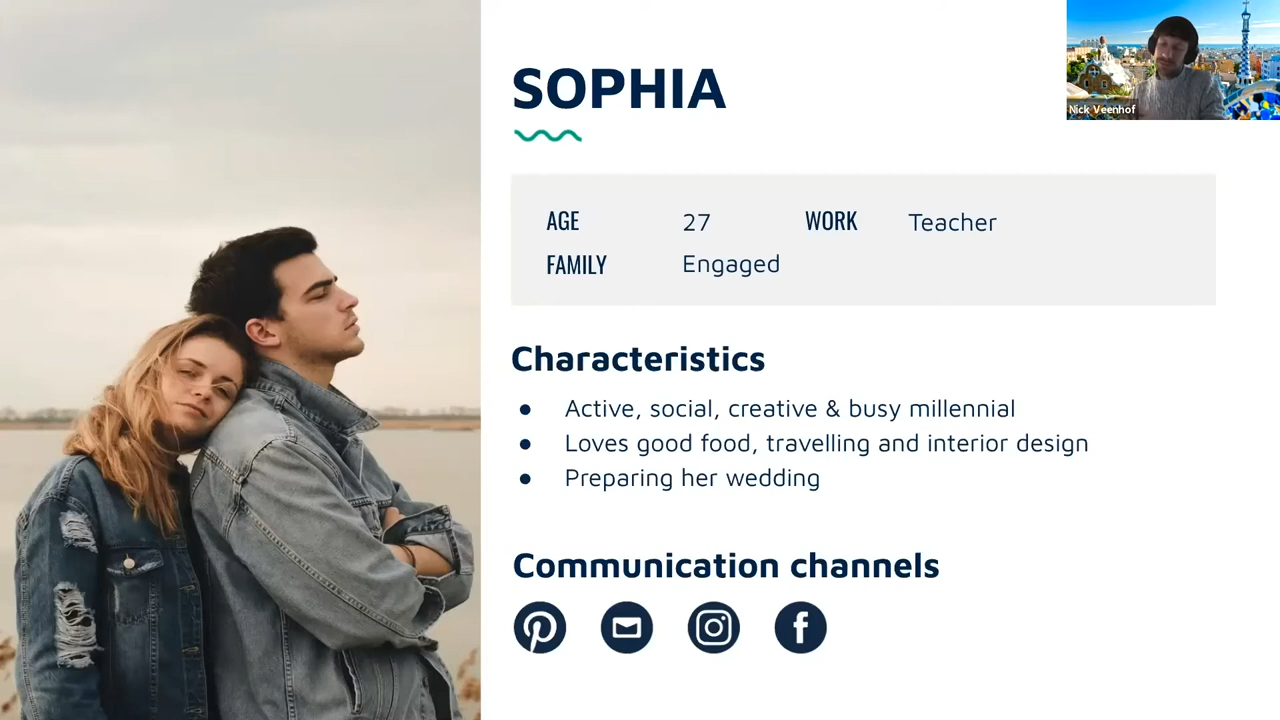 SOPHIA
Nick Veenhof
AGE 27 WORK Teacher
FAMILY Engaged
Characteristics
● Active, social, creative & busy millennial
● Loves good food, travelling and interior design
● Preparing her wedding
Communication channels